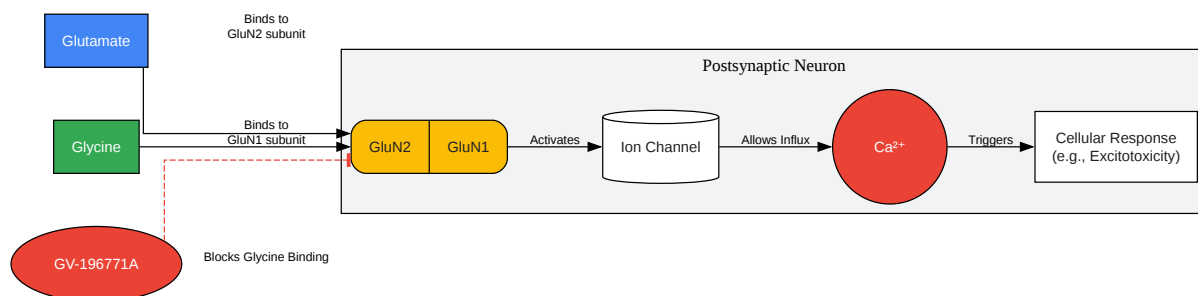 Glutamate
Binds to
GluN2 subunit
Postsynaptic Neuron
Glycine
Binds to
GluN1 subunit
GluN2
GluN1
Activates
Ion Channel
Allows Influx
Ca²⁺
Triggers
Cellular Response
(e.g., Excitotoxicity)
GV-196771A
Blocks Glycine Binding